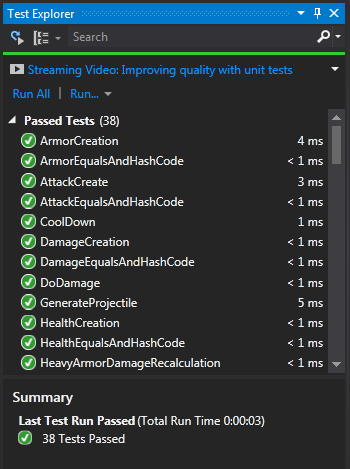 Test Explorer
Search
Streaming Video: Improving quality with unit tests
Run All | Run...
Passed Tests (38)
ArmorCreation 4 ms
ArmorEqualsAndHashCode < 1 ms
AttackCreate 3 ms
AttackEqualsAndHashCode < 1 ms
CoolDown 1 ms
DamageCreation < 1 ms
DamageEqualsAndHashCode < 1 ms
DoDamage < 1 ms
GenerateProjectile 5 ms
HealthCreation < 1 ms
HealthEqualsAndHashCode < 1 ms
HeavyArmorDamageRecalculation < 1 ms
Summary
Last Test Run Passed (Total Run Time 0:00:03)
38 Tests Passed